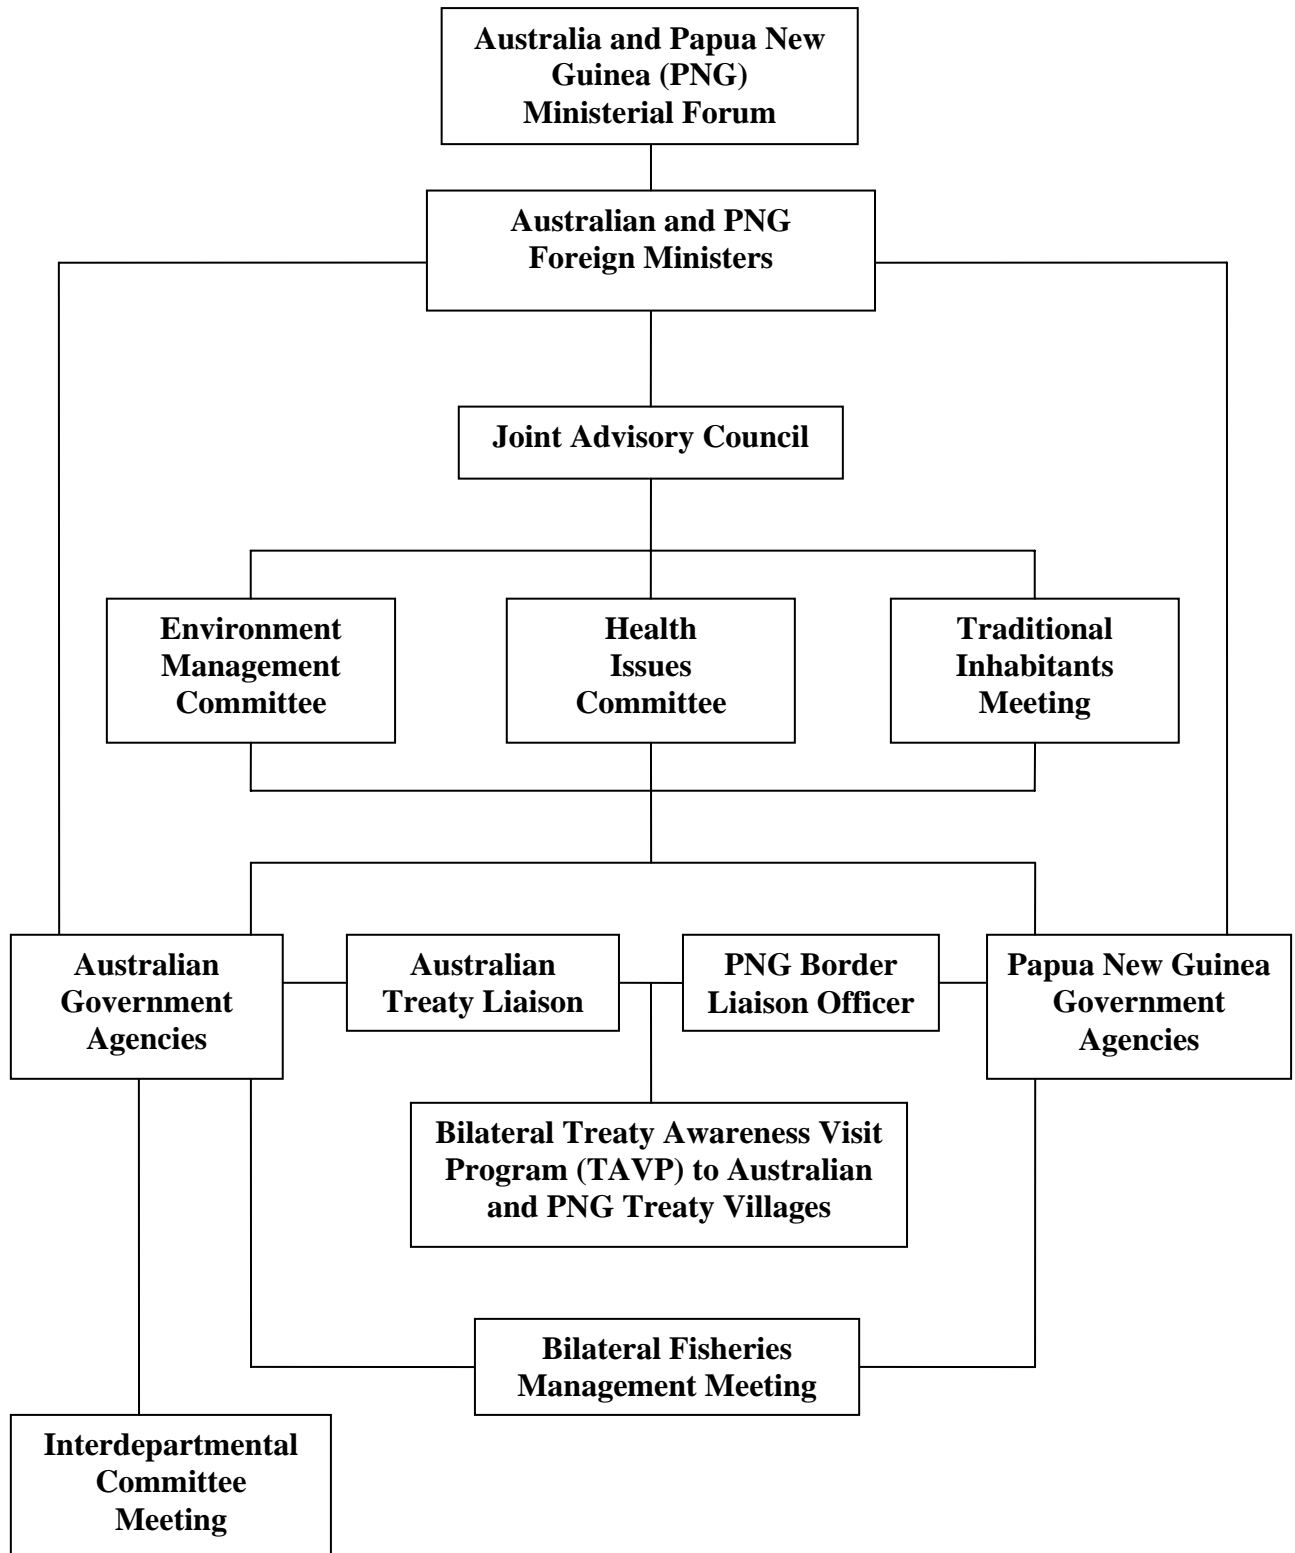 Australia and Papua New
Guinea (PNG)
Ministerial Forum
Australian and PNG
Foreign Ministers
Joint Advisory Council
Environment
Management
Committee
Health
Issues
Committee
Traditional
Inhabitants
Meeting
Australian
Government
Agencies
Australian
Treaty Liaison
PNG Border
Liaison Officer
Papua New Guinea
Government
Agencies
Bilateral Treaty Awareness Visit
Program (TAVP) to Australian
and PNG Treaty Villages
Bilateral Fisheries
Management Meeting
Interdepartmental
Committee
Meeting